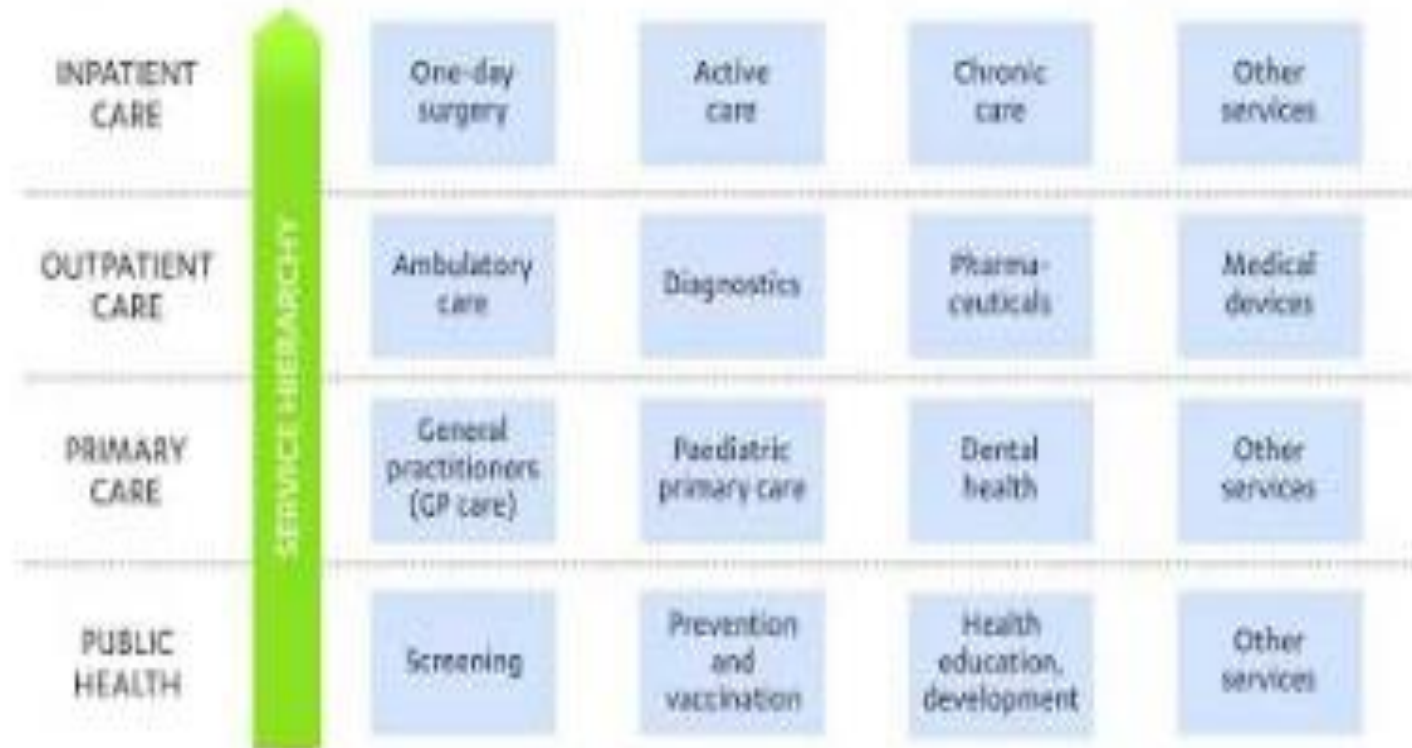 INPATIENT
CARE
One-day
surgery
Active
care
Chronic
care
Other
services
OUTPATIENT
CARE
Ambulatory
care
Diagnostics
Pharma-
ceuticals
Medical
devices
PRIMARY
CARE
General
practitioners
(GP care)
Paediatric
primary care
Dental
health
Other
services
PUBLIC
HEALTH
Screening
Prevention
and
vaccination
Health
education,
development
Other
services
SERVICE HIERARCHY